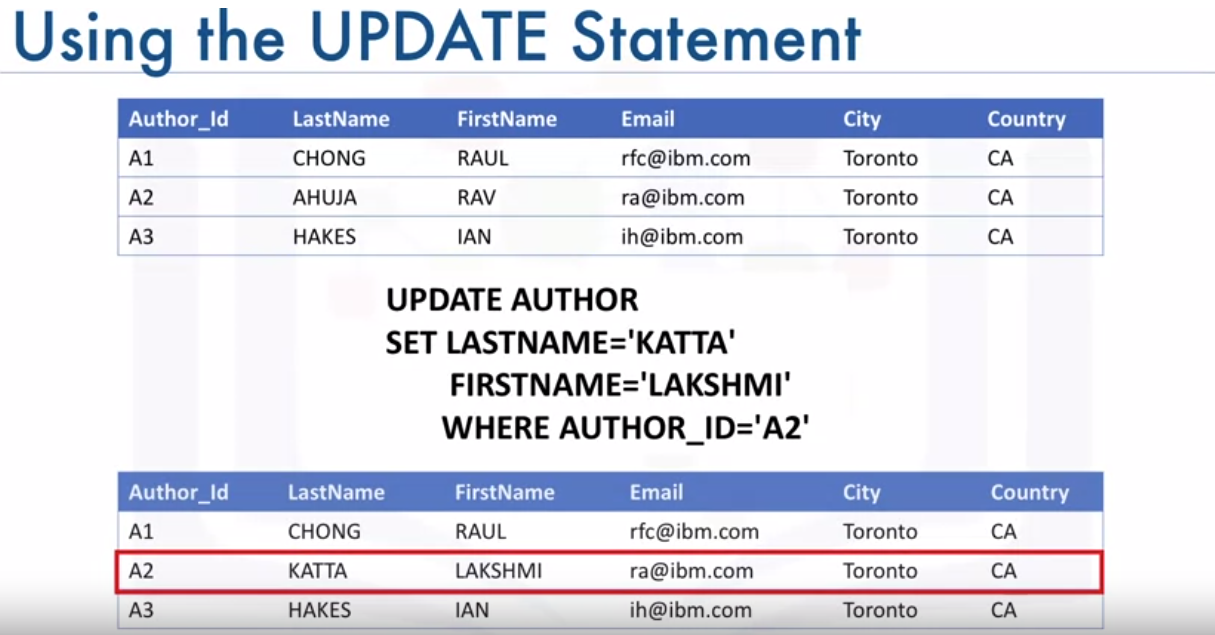 Using the UPDATE Statement
Author_Id LastName FirstName Email City Country
A1 CHONG RAUL rfc@ibm.com Toronto CA
A2 AHUJA RAV ra@ibm.com Toronto CA
A3 HAKES IAN ih@ibm.com Toronto CA
UPDATE AUTHOR
SET LASTNAME='KATTA'
FIRSTNAME='LAKSHMI'
WHERE AUTHOR_ID='A2'
Author_Id LastName FirstName Email City Country
A1 CHONG RAUL rfc@ibm.com Toronto CA
A2 KATTA LAKSHMI ra@ibm.com Toronto CA
A3 HAKES IAN ih@ibm.com Toronto CA